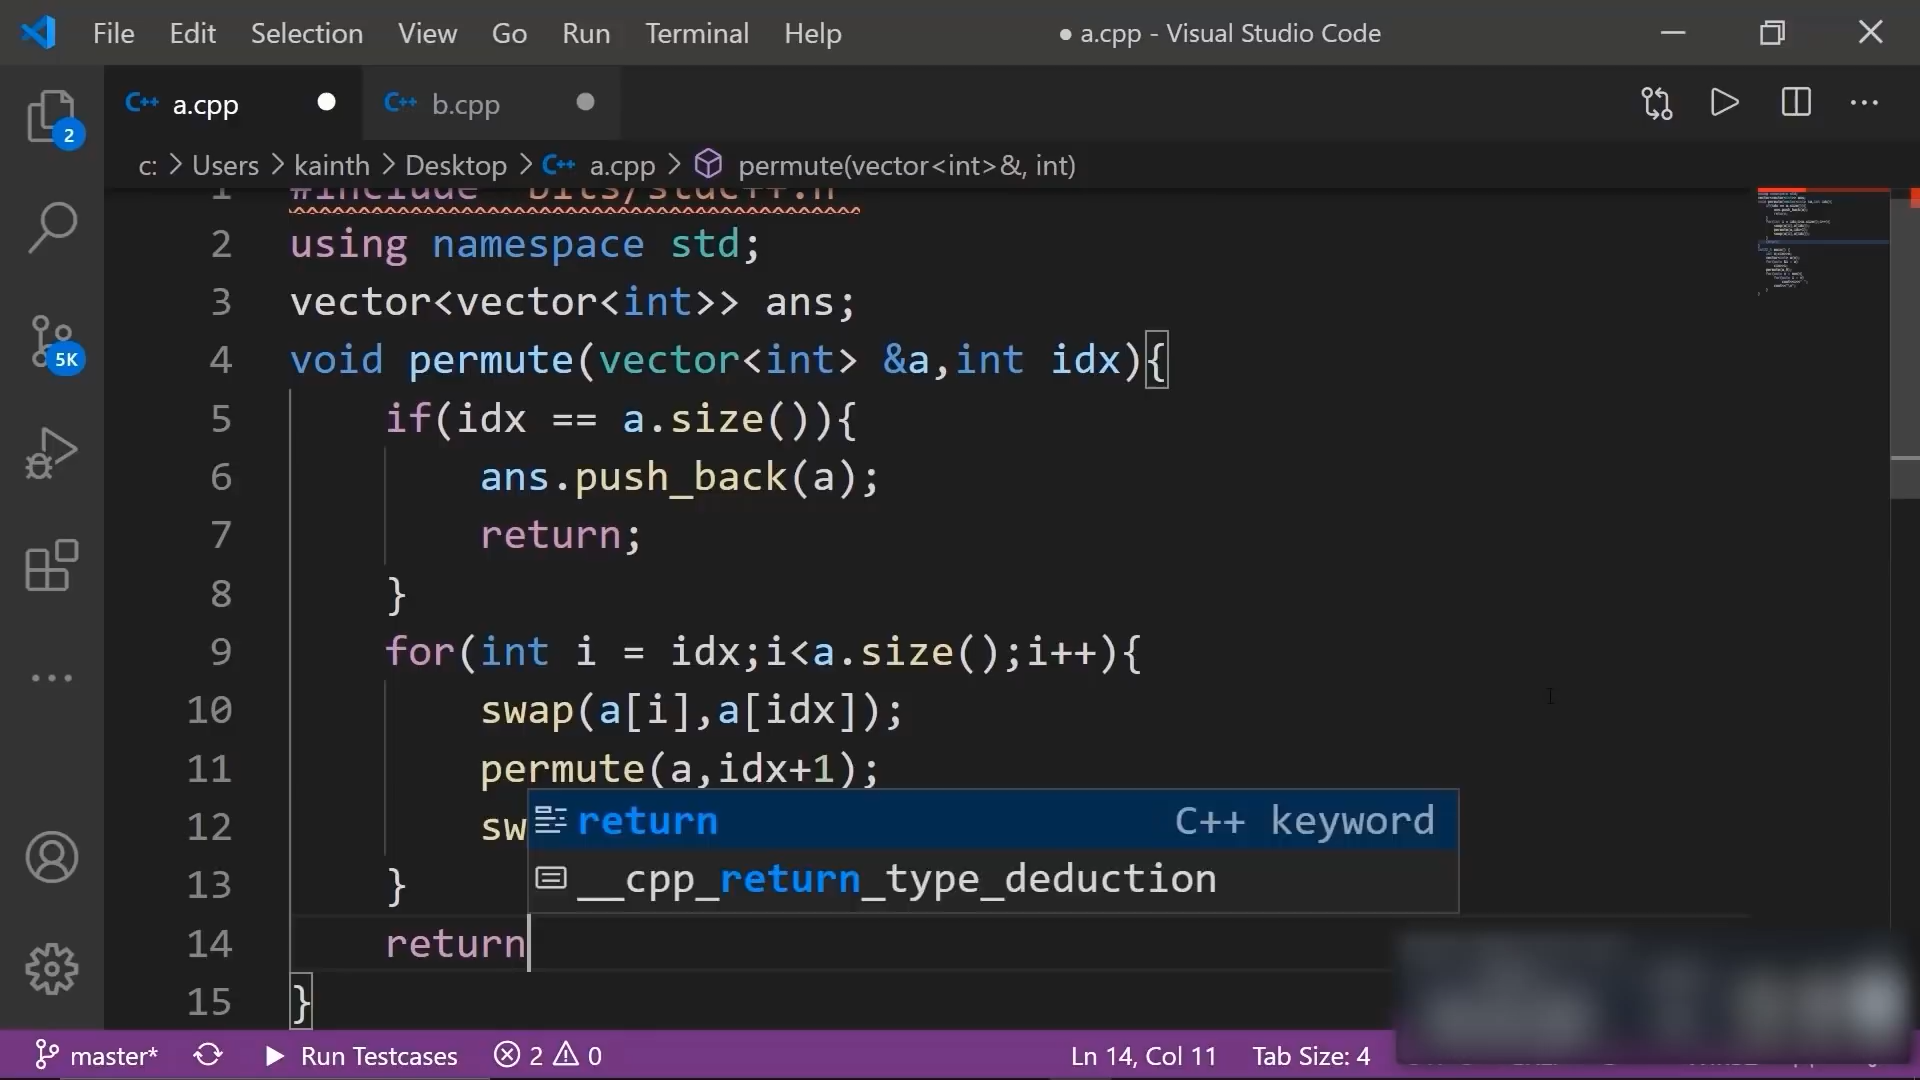 File Edit Selection View Go Run Terminal Help ● a.cpp - Visual Studio Code
C++ a.cpp ● C++ b.cpp ●
c: > Users > kainth > Desktop > C++ a.cpp > permute(vector<int>&, int)
1 #include
2 using namespace std;
3 vector<vector<int>> ans;
4 void permute(vector<int> &a,int idx){
5 if(idx == a.size()){
6 ans.push_back(a);
7 return;
8 }
9 for(int i = idx;i<a.size();i++){
10 swap(a[i],a[idx]);
11 permute(a,idx+1);
12 sw
return C++ keyword
__cpp_return_type_deduction
13 }
14 return
15 }
2
5K
master* Run Testcases 2 0 Ln 14, Col 11 Tab Size: 4